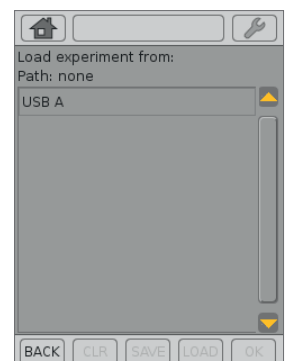 Load experiment from:
Path: none
USB A
BACK CLR SAVE LOAD OK